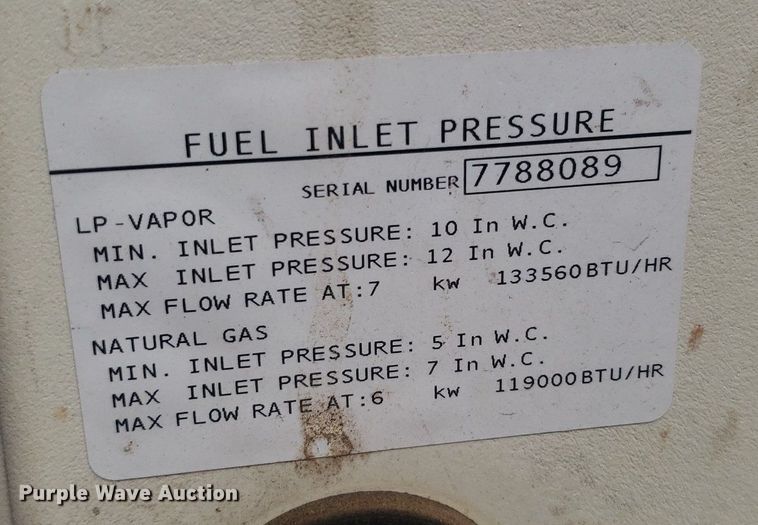 FUEL INLET PRESSURE
SERIAL NUMBER 7788089
LP-VAPOR
MIN. INLET PRESSURE: 10 In W.C.
MAX INLET PRESSURE: 12 In W.C.
MAX FLOW RATE AT:7 kw 133560BTU/HR
NATURAL GAS
MIN. INLET PRESSURE: 5 In W.C.
MAX INLET PRESSURE: 7 In W.C.
MAX FLOW RATE AT:6 kw 119000BTU/HR
Purple Wave Auction